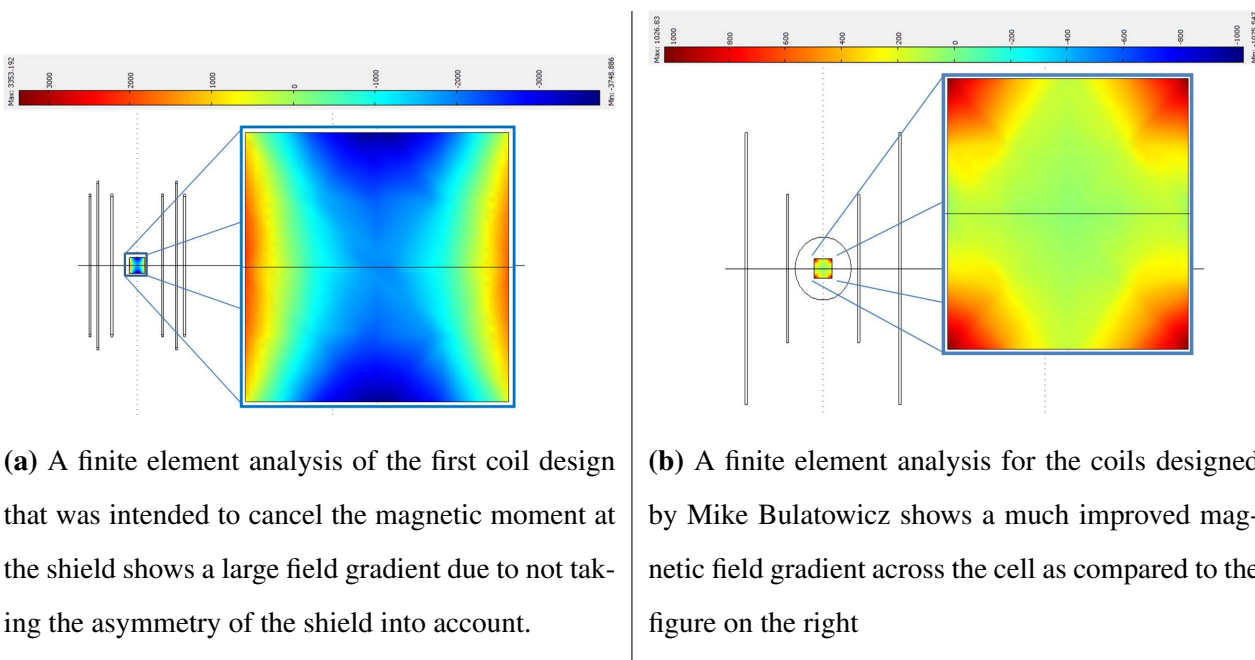 Max: 3353.192
3000
2000
1000
0
-1000
-2000
-3000
Min: -3748.886
Max: 1026.83
1000
800
600
400
200
0
-200
-400
-600
-800
-1000
(a) A finite element analysis of the first coil design
that was intended to cancel the magnetic moment at
the shield shows a large field gradient due to not tak-
ing the asymmetry of the shield into account.
(b) A finite element analysis for the coils designed
by Mike Bulatowicz shows a much improved mag-
netic field gradient across the cell as compared to the
figure on the right